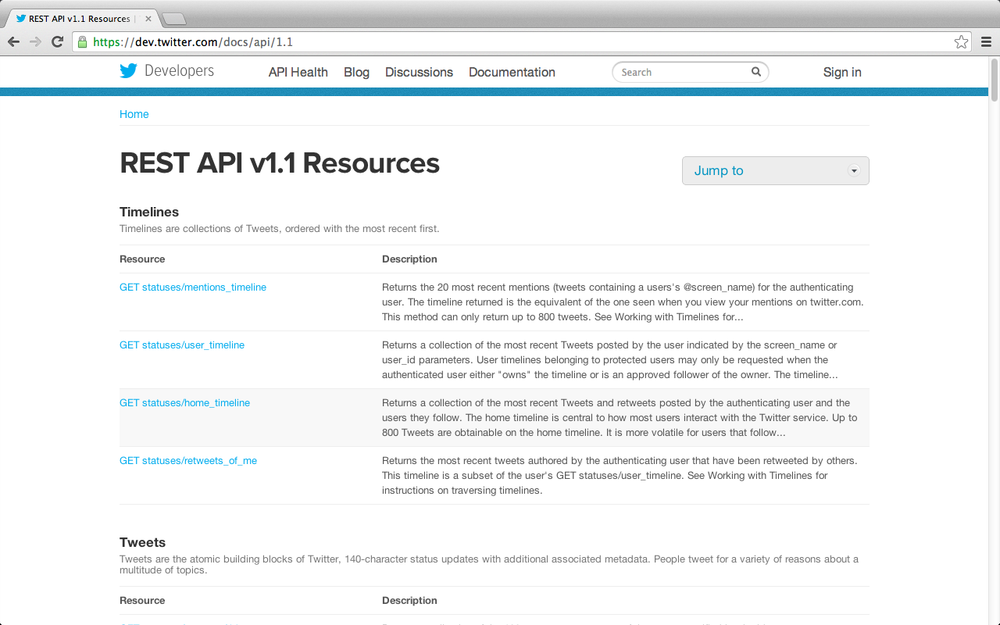 REST API v1.1 Resources |
https://dev.twitter.com/docs/api/1.1
Developers
API Health Blog Discussions Documentation
Search
Sign in
Home
REST API v1.1 Resources
Jump to
Timelines
Timelines are collections of Tweets, ordered with the most recent first.
Resource Description
GET statuses/mentions_timeline
Returns the 20 most recent mentions (tweets containing a users's @screen_name) for the authenticating
user. The timeline returned is the equivalent of the one seen when you view your mentions on twitter.com.
This method can only return up to 800 tweets. See Working with Timelines for...
GET statuses/user_timeline
Returns a collection of the most recent Tweets posted by the user indicated by the screen_name or
user_id parameters. User timelines belonging to protected users may only be requested when the
authenticated user either "owns" the timeline or is an approved follower of the owner. The timeline...
GET statuses/home_timeline
Returns a collection of the most recent Tweets and retweets posted by the authenticating user and the
users they follow. The home timeline is central to how most users interact with the Twitter service. Up to
800 Tweets are obtainable on the home timeline. It is more volatile for users that follow...
GET statuses/retweets_of_me
Returns the most recent tweets authored by the authenticating user that have been retweeted by others.
This timeline is a subset of the user's GET statuses/user_timeline. See Working with Timelines for
instructions on traversing timelines.
Tweets
Tweets are the atomic building blocks of Twitter, 140-character status updates with additional associated metadata. People tweet for a variety of reasons about a
multitude of topics.
Resource Description